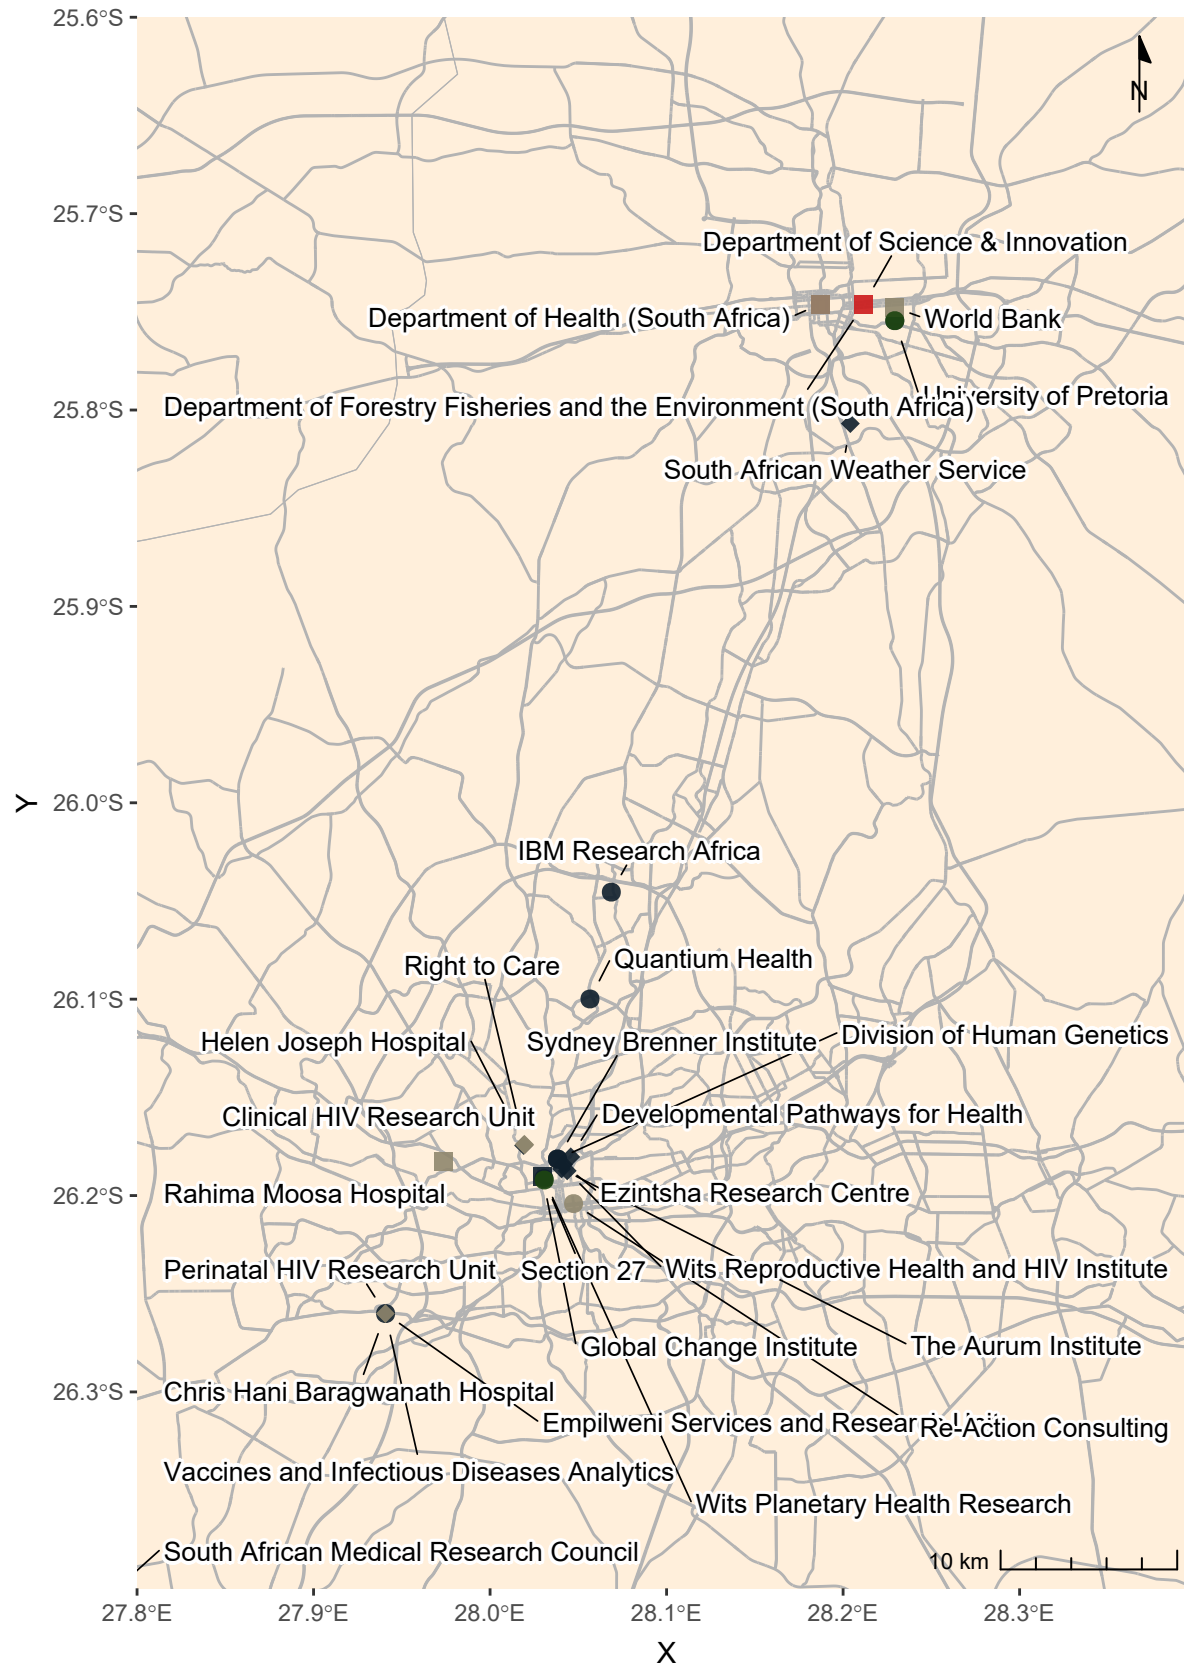 25.6°S
N
25.7°S
Department of Science & Innovation
Department of Health (South Africa)
World Bank
University of Pretoria
25.8°S
Department of Forestry Fisheries and the Environment (South Africa)
South African Weather Service
25.9°S
Y
26.0°S
IBM Research Africa
Quantium Health
Right to Care
26.1°S
Division of Human Genetics
Helen Joseph Hospital
Sydney Brenner Institute
Developmental Pathways for Health
Clinical HIV Research Unit
26.2°S
Rahima Moosa Hospital
Ezintsha Research Centre
Perinatal HIV Research Unit
Section 27
Wits Reproductive Health and HIV Institute
Global Change Institute
The Aurum Institute
26.3°S
Chris Hani Baragwanath Hospital
Empilweni Services and Resear
Re-Action Consulting
Vaccines and Infectious Diseases Analytics
Wits Planetary Health Research
South African Medical Research Council
10 km
27.8°E
27.9°E
28.0°E
28.1°E
28.2°E
28.3°E
X